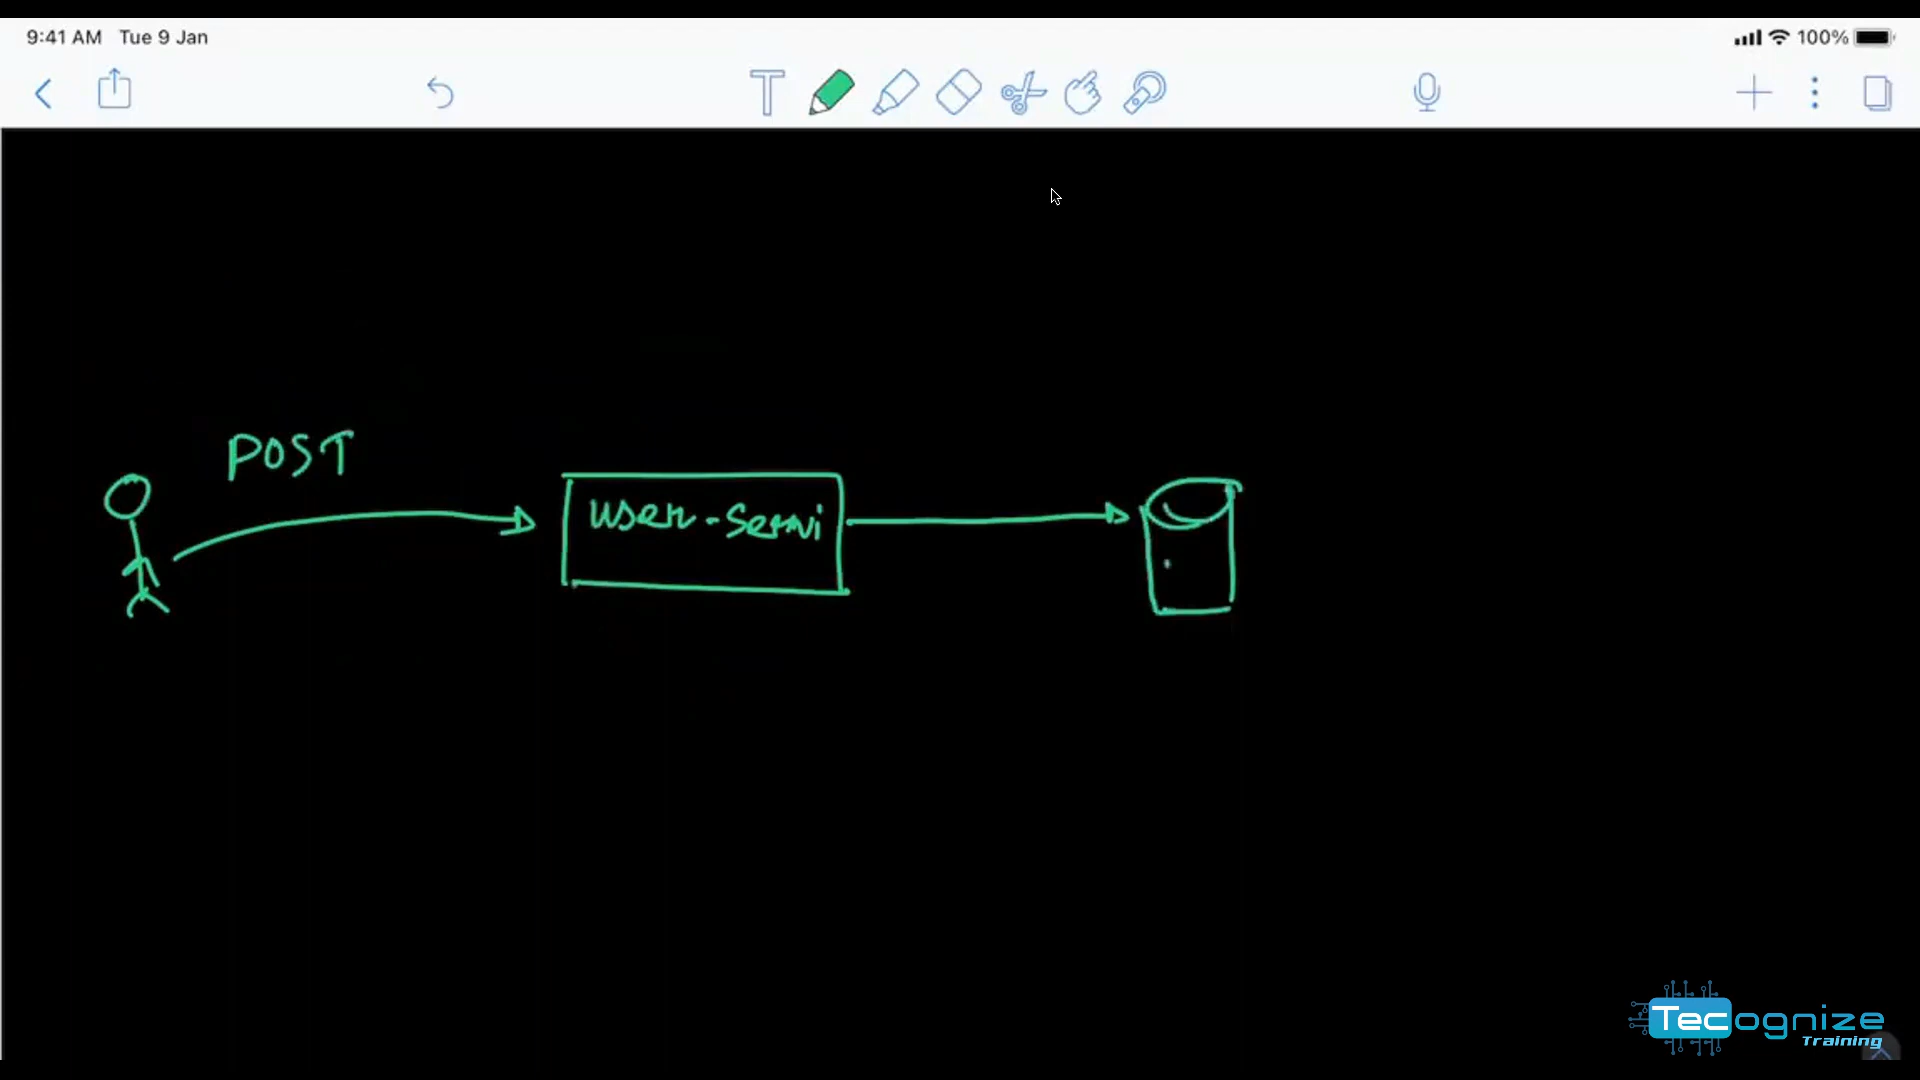 9:41 AM Tue 9 Jan
100%
POST
user-servi
Tecognize
Training